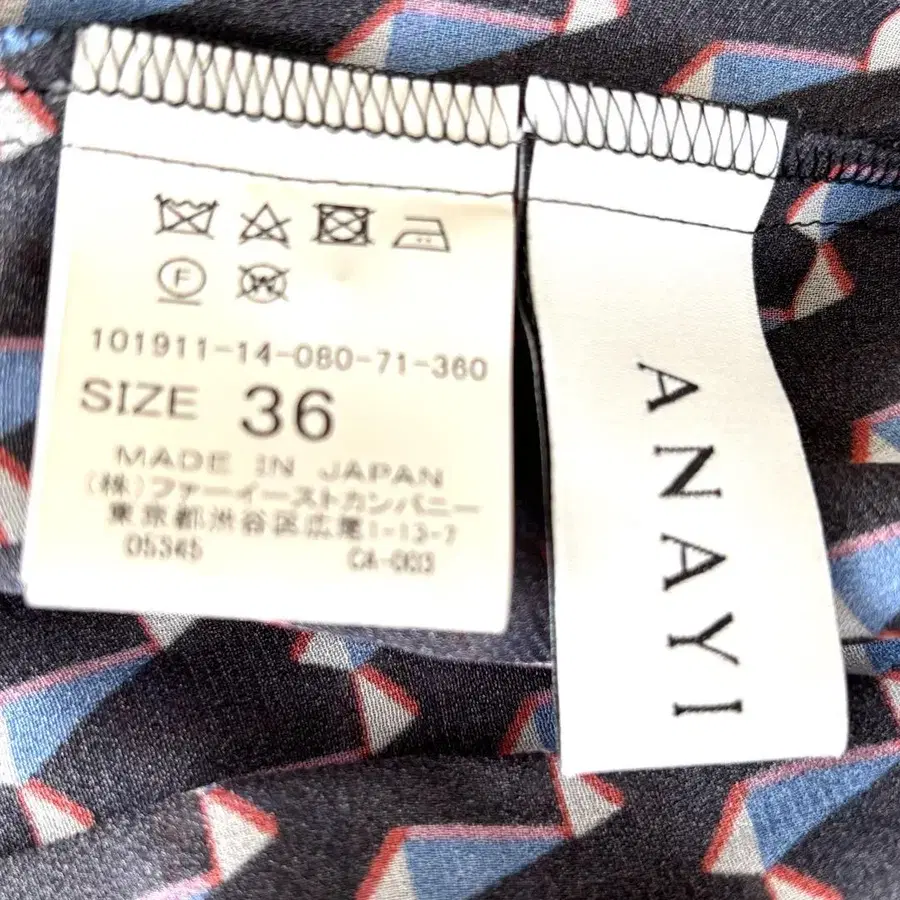 F
W
101911-14-080-71-360
SIZE 36
MADE IN JAPAN
(株)ファーイーストカンパニー
東京都渋谷区広尾1-13-7
05345 CA-003
ANAYI